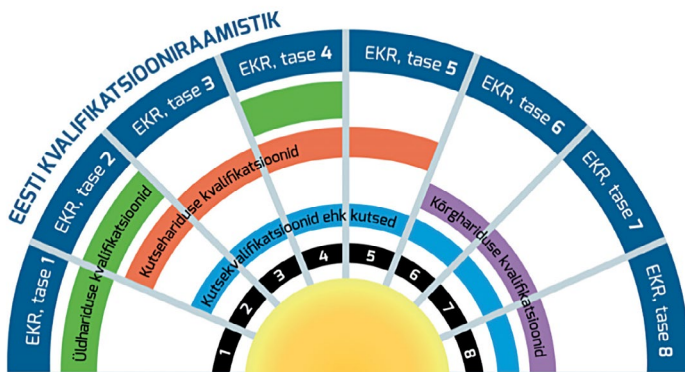 EESTI KVALIFIKATSIOONIRAAMISTIK
EKR, tase 1
EKR, tase 2
EKR, tase 3
EKR, tase 4
EKR, tase 5
EKR, tase 6
EKR, tase 7
EKR, tase 8
Üldhariduse kvalifikatsioonid
Kutsehariduse kvalifikatsioonid
Kutsekvalifikatsioonid ehk kutsed
Kõrghariduse kvalifikatsioonid
1
2
3
4
5
6
7
8